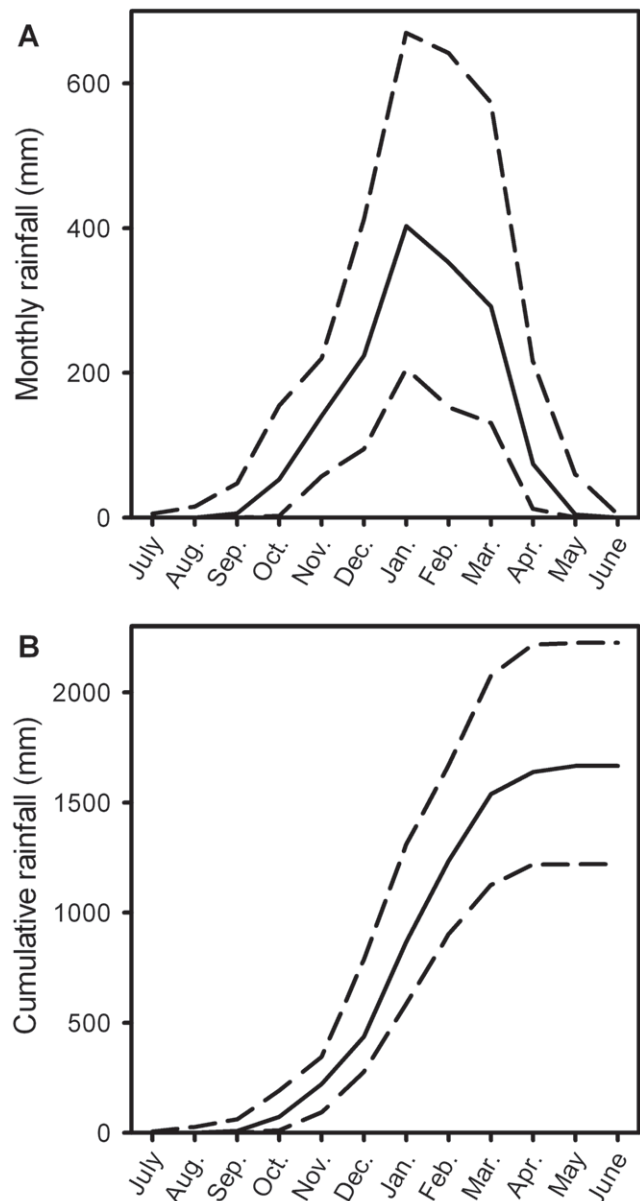 A
Monthly rainfall (mm)
600
400
200
0
July Aug. Sep. Oct. Nov. Dec. Jan. Feb. Mar. Apr. May June
B
Cumulative rainfall (mm)
2000
1500
1000
500
0
July Aug. Sep. Oct. Nov. Dec. Jan. Feb. Mar. Apr. May June